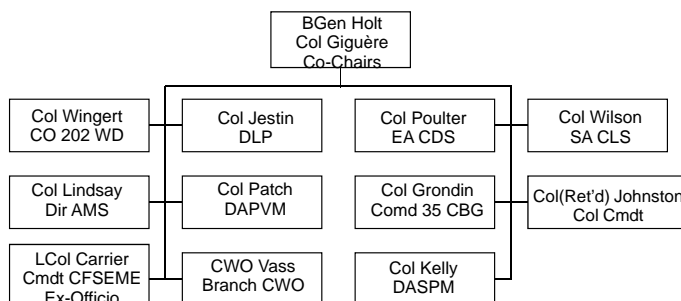 BGen Holt
Col Giguère
Co-Chairs
Col Wingert
CO 202 WD
Col Jestin
DLP
Col Poulter
EA CDS
Col Wilson
SA CLS
Col Lindsay
Dir AMS
Col Patch
DAPVM
Col Grondin
Comd 35 CBG
Col(Ret'd) Johnston
Col Cmdt
LCol Carrier
Cmdt CFSEME
Ex-Officio
CWO Vass
Branch CWO
Col Kelly
DASPM